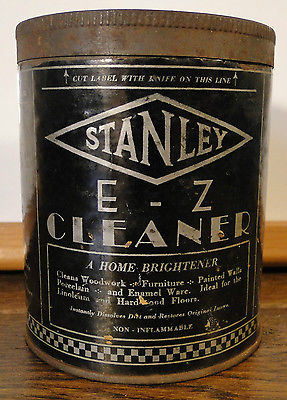 CUT LABEL WITH KNIFE ON THIS LINE
STANLEY
E-Z
CLEANER
A HOME BRIGHTENER
Cleans Woodwork Furniture Painted Walls
Porcelain and Enamel Ware. Ideal for the
Linoleum and Hardwood Floors.
Instantly Dissolves Dirt and Restores Original Lustre
NON-INFLAMMABLE